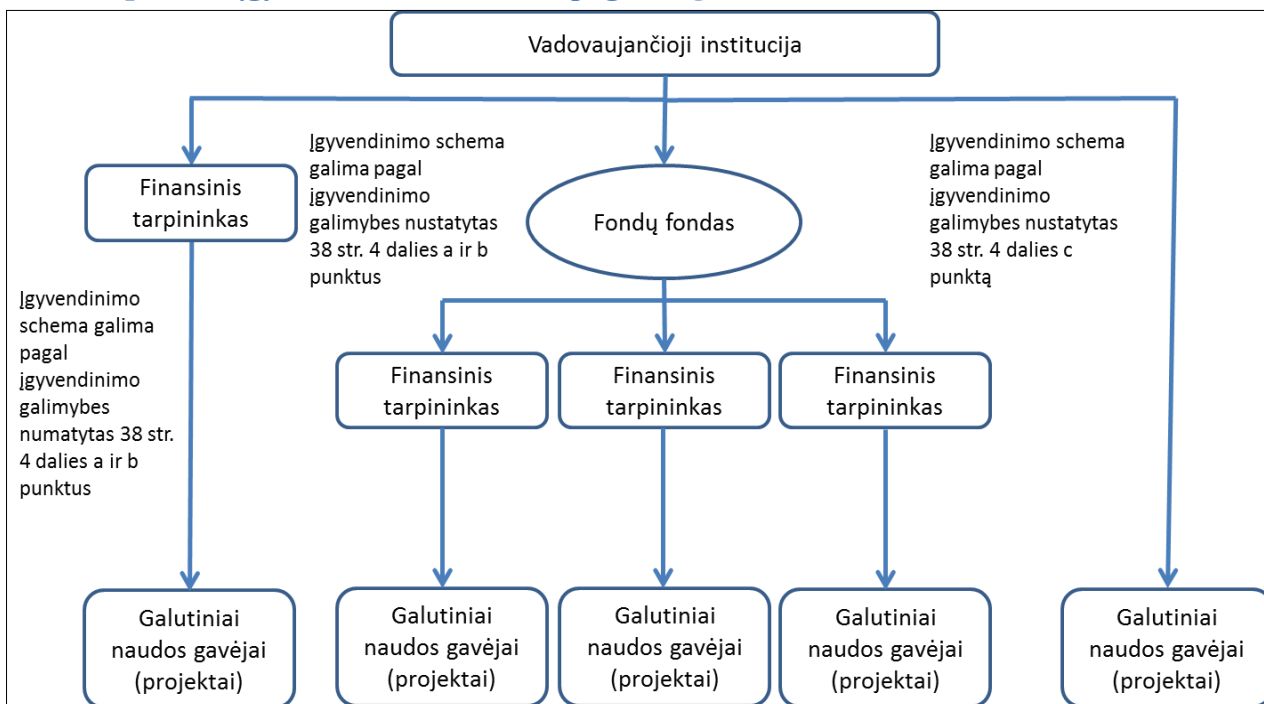 Vadovaujančioji institucija
Įgyvendinimo schema
galima pagal
įgyvendinimo
galimybes nustatytas
38 str. 4 dalies a ir b
punktus
Įgyvendinimo schema
galima pagal
įgyvendinimo
galimybes nustatytas
38 str. 4 dalies c
punktą
Finansinis
tarpininkas
Fondų fondas
Įgyvendinimo
schema galima
pagal
įgyvendinimo
galimybes
numatytas 38 str.
4 dalies a ir b
punktus
Finansinis
tarpininkas
Finansinis
tarpininkas
Finansinis
tarpininkas
Galutiniai
naudos gavėjai
(projektai)
Galutiniai
naudos gavėjai
(projektai)
Galutiniai
naudos gavėjai
(projektai)
Galutiniai
naudos gavėjai
(projektai)
Galutiniai
naudos gavėjai
(projektai)